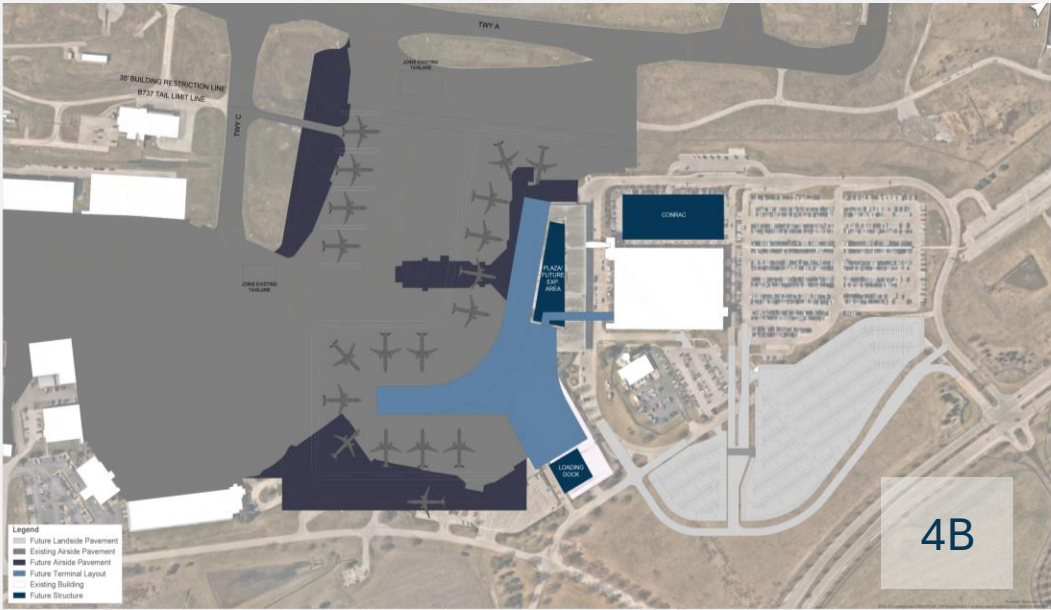 TWY A
JOINS EXISTING
TAXILANE
35' BUILDING RESTRICTION LINE
B737 TAIL LIMIT LINE
TWY C
CONRAC
PLAZA/
FUTURE
EXP.
AREA
JOINS EXISTING
TAXILANE
LOADING
DOCK
4B
Legend
Future Landside Pavement
Existing Airside Pavement
Future Airside Pavement
Future Terminal Layout
Existing Building
Future Structure